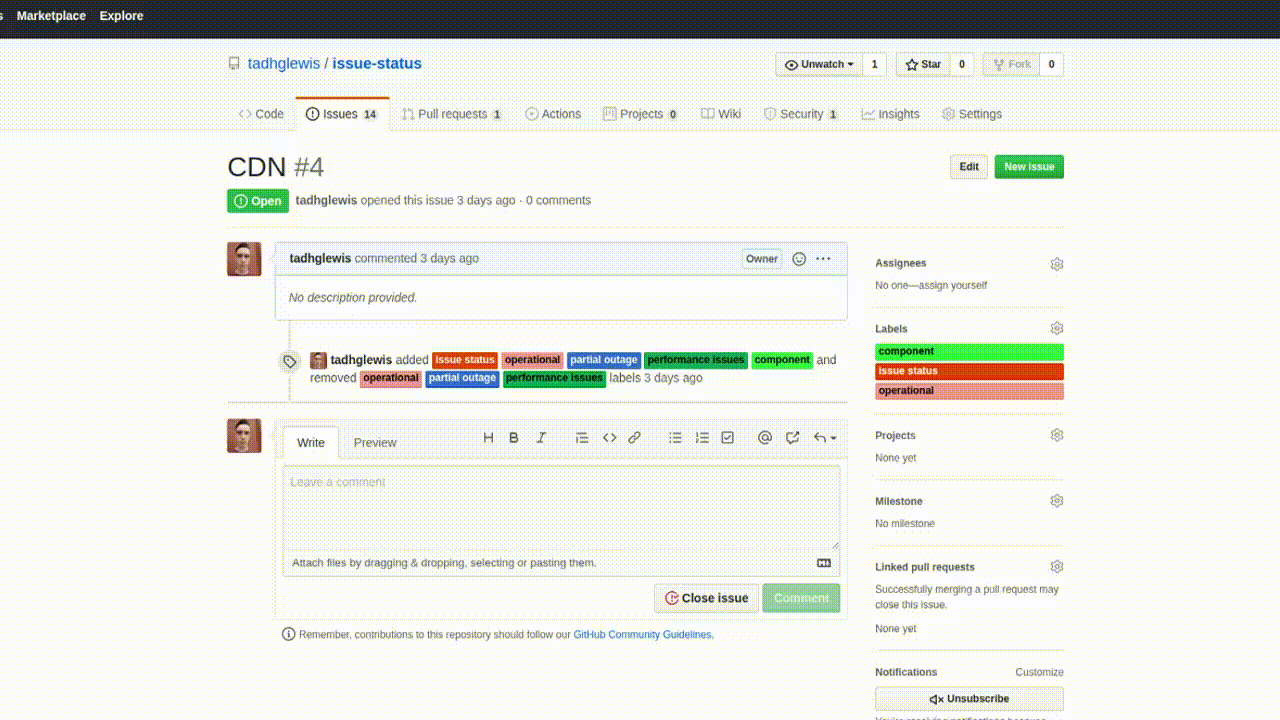 s Marketplace Explore
tadhglewis / issue-status
Unwatch 1 Star 0 Fork 0
Code Issues 14 Pull requests 1 Actions Projects 0 Wiki Security 1 Insights Settings
CDN #4
Edit New issue
Open tadhglewis opened this issue 3 days ago · 0 comments
tadhglewis commented 3 days ago Owner
No description provided.
tadhglewis added issue status operational partial outage performance issues component and
removed operational partial outage performance issues labels 3 days ago
Write Preview
Leave a comment
Attach files by dragging & dropping, selecting or pasting them.
Close issue Comment
Remember, contributions to this repository should follow our GitHub Community Guidelines.
Assignees
No one—assign yourself
Labels
component
issue status
operational
Projects
None yet
Milestone
No milestone
Linked pull requests
Successfully merging a pull request may
close this issue.
None yet
Notifications Customize
Unsubscribe